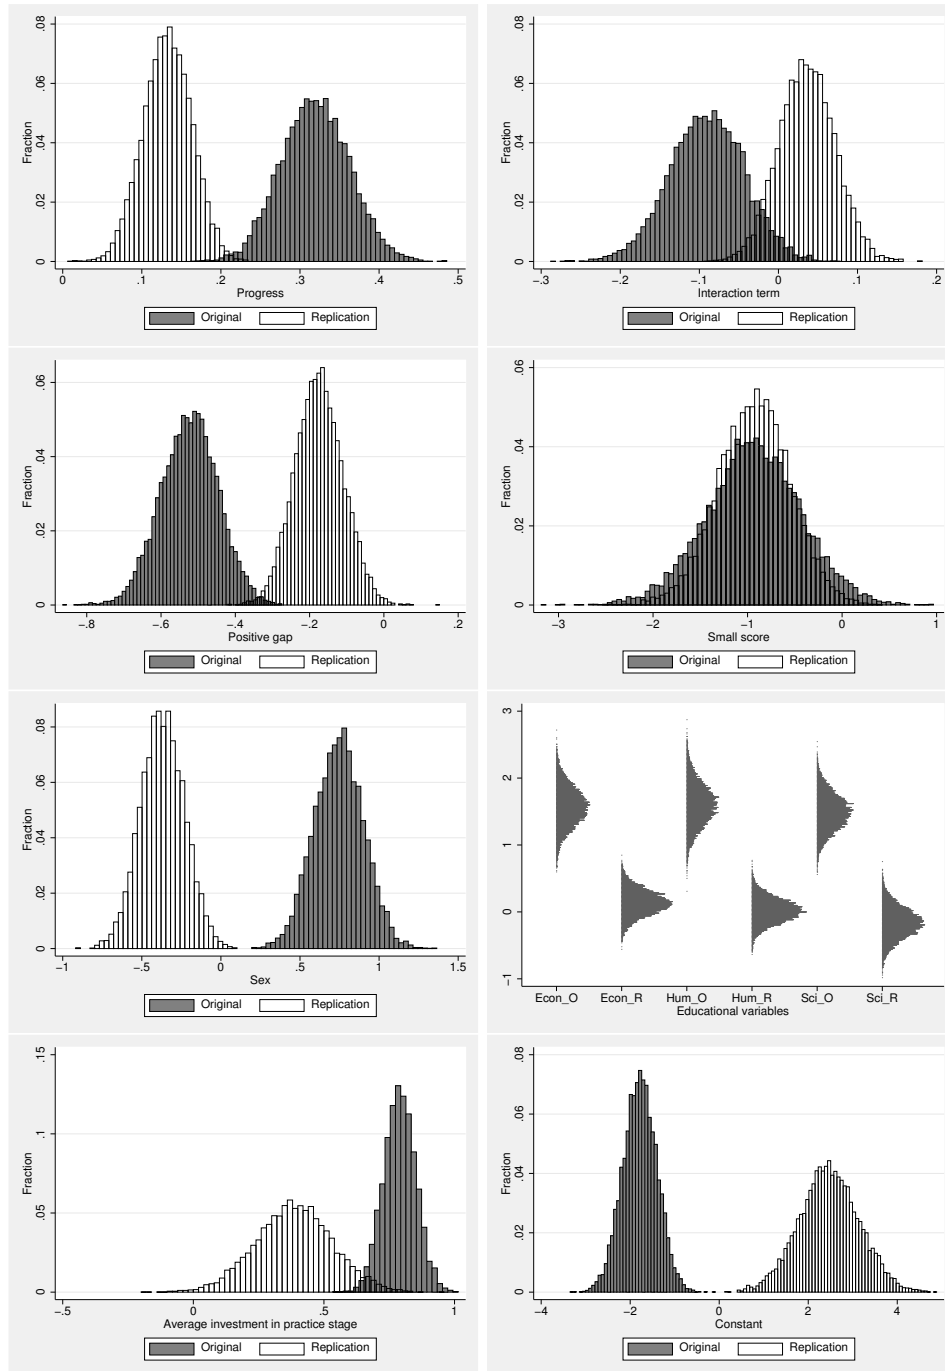 .08
.06
.04
.02
0
Fraction
0 .1 .2 .3 .4 .5
Progress
Original Replication
.08
.06
.04
.02
0
Fraction
−.3 −.2 −.1 0 .1 .2
Interaction term
Original Replication
.06
.04
.02
0
Fraction
−.8 −.6 −.4 −.2 0 .2
Positive gap
Original Replication
.06
.04
.02
0
Fraction
−3 −2 −1 0 1
Small score
Original Replication
.08
.06
.04
.02
0
Fraction
−1 −.5 0 .5 1 1.5
Sex
Original Replication
3
2
1
0
−1
Econ_O Econ_R Hum_O Hum_R Sci_O Sci_R
Educational variables
.15
.1
.05
0
Fraction
−.5 0 .5 1
Average investment in practice stage
Original Replication
.08
.06
.04
.02
0
Fraction
−4 −2 0 2 4
Constant
Original Replication